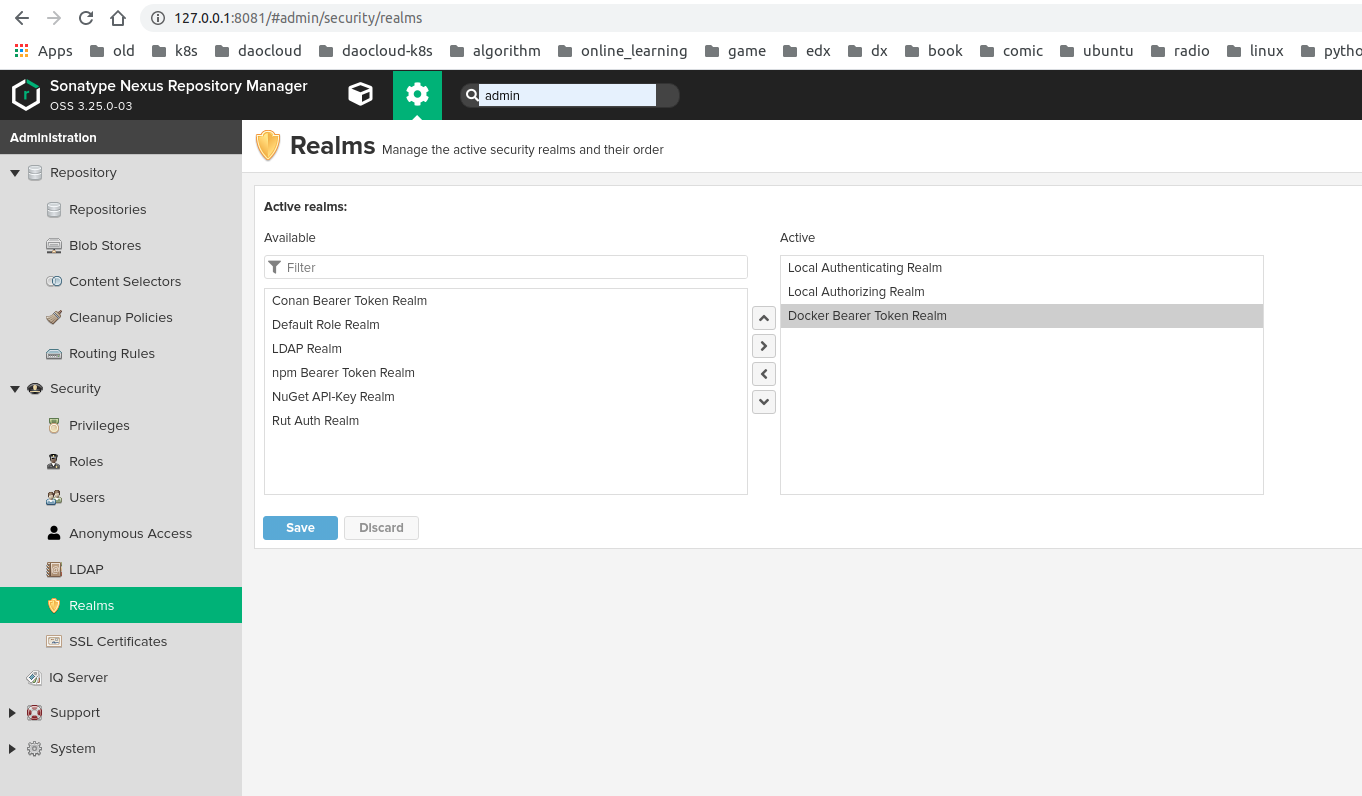 127.0.0.1:8081/#admin/security/realms
Apps old k8s daocloud daocloud-k8s algorithm online_learning game edx dx book comic ubuntu radio linux pytho
Sonatype Nexus Repository Manager
OSS 3.25.0-03
admin
Administration
Realms Manage the active security realms and their order
Repository
Repositories
Blob Stores
Content Selectors
Cleanup Policies
Routing Rules
Security
Privileges
Roles
Users
Anonymous Access
LDAP
Realms
SSL Certificates
IQ Server
Support
System
Active realms:
Available
Filter
Conan Bearer Token Realm
Default Role Realm
LDAP Realm
npm Bearer Token Realm
NuGet API-Key Realm
Rut Auth Realm
Active
Local Authenticating Realm
Local Authorizing Realm
Docker Bearer Token Realm
Save Discard